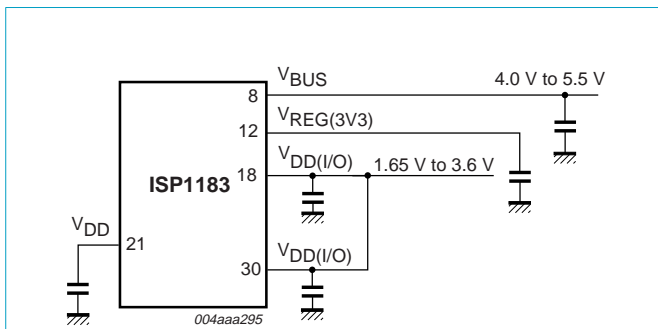 VBUS 4.0 V to 5.5 V
8
VREG(3V3)
12
VDD(I/O) 1.65 V to 3.6 V
ISP1183 18
VDD
21
VDD(I/O)
30
004aaa295